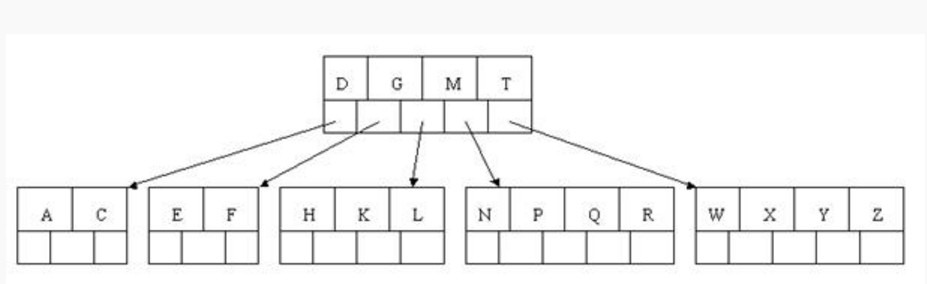 D G M T
A C E F H K L N P Q R W X Y Z